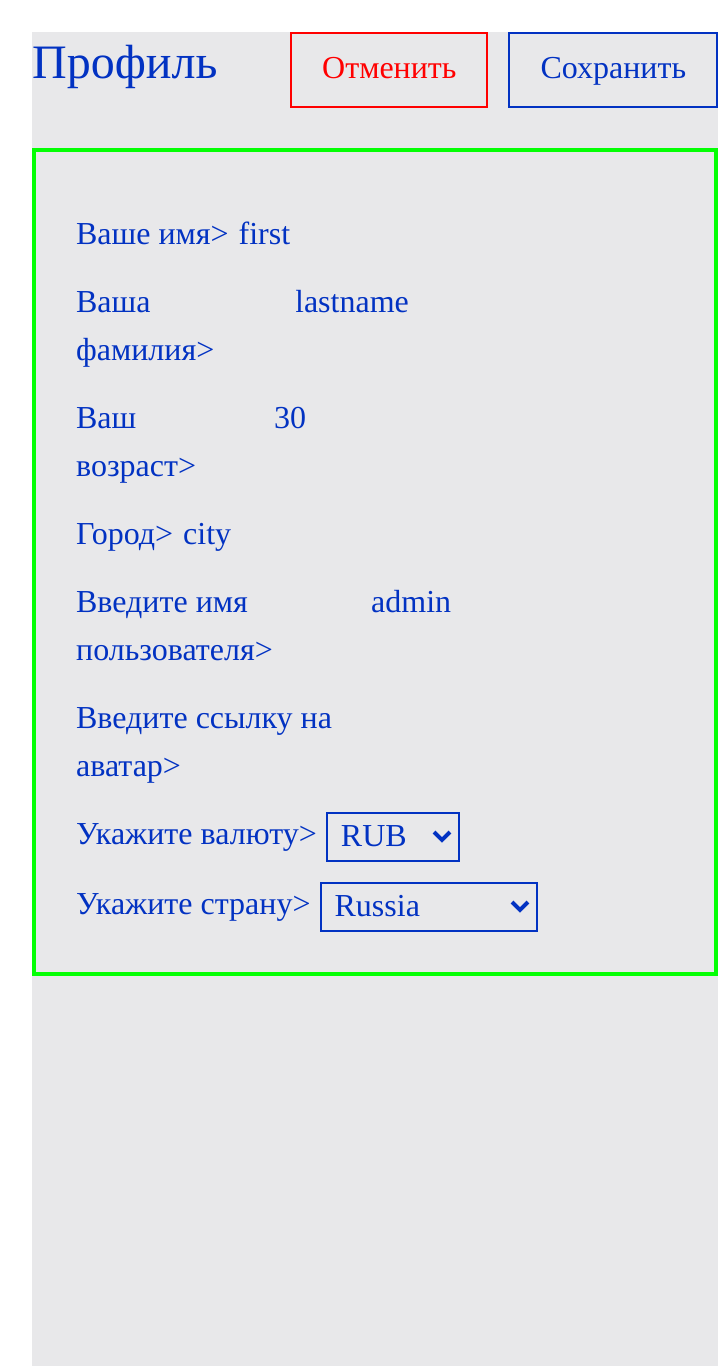 Профиль
Отменить
Сохранить
Ваше имя> first
Ваша lastname
фамилия>
Ваш 30
возраст>
Город> city
Введите имя admin
пользователя>
Введите ссылку на
аватар>
Укажите валюту> RUB
Укажите страну> Russia